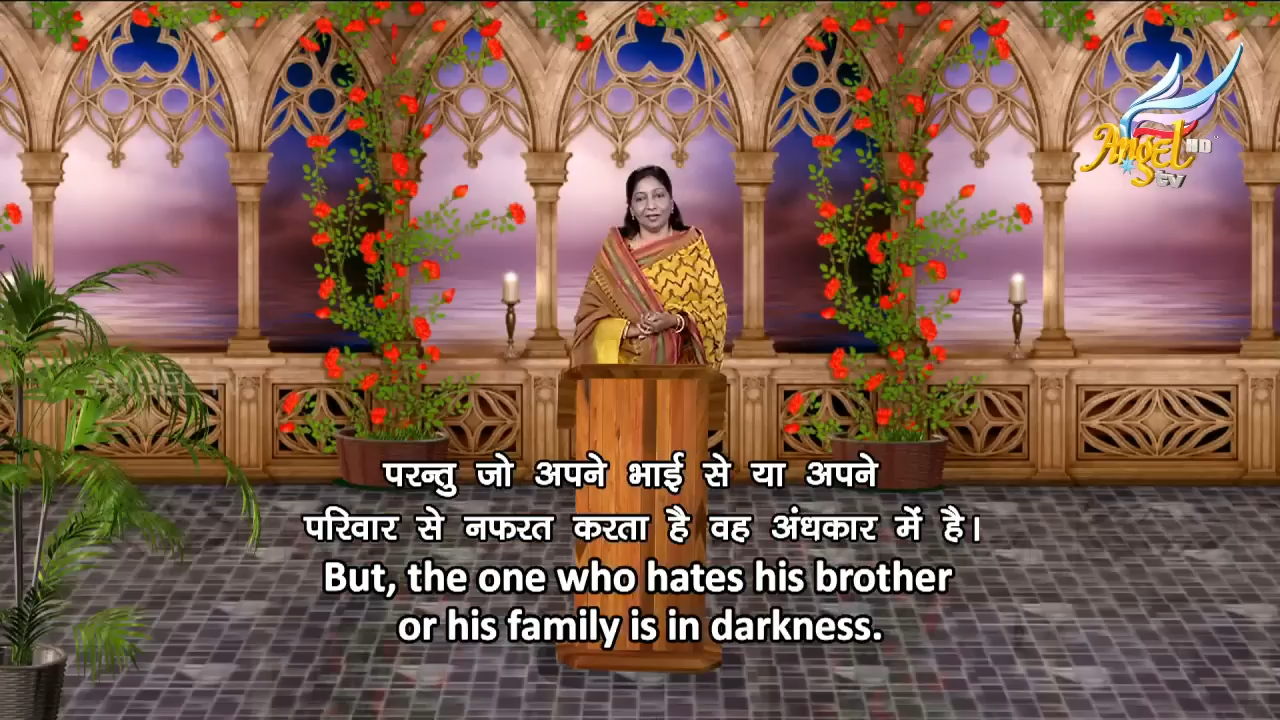 Angel HD
tv
परन्तु जो अपने भाई से या अपने
परिवार से नफरत करता है वह अंधकार में है।
But, the one who hates his brother
or his family is in darkness.